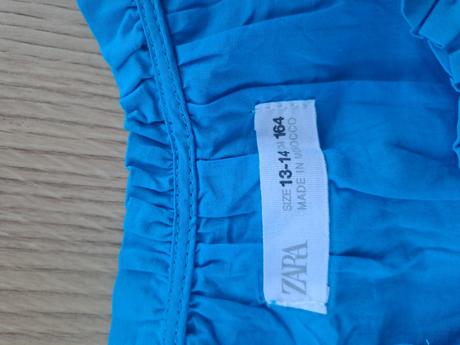 ZARA
SIZE 13-14 164
MADE IN MOROCCO